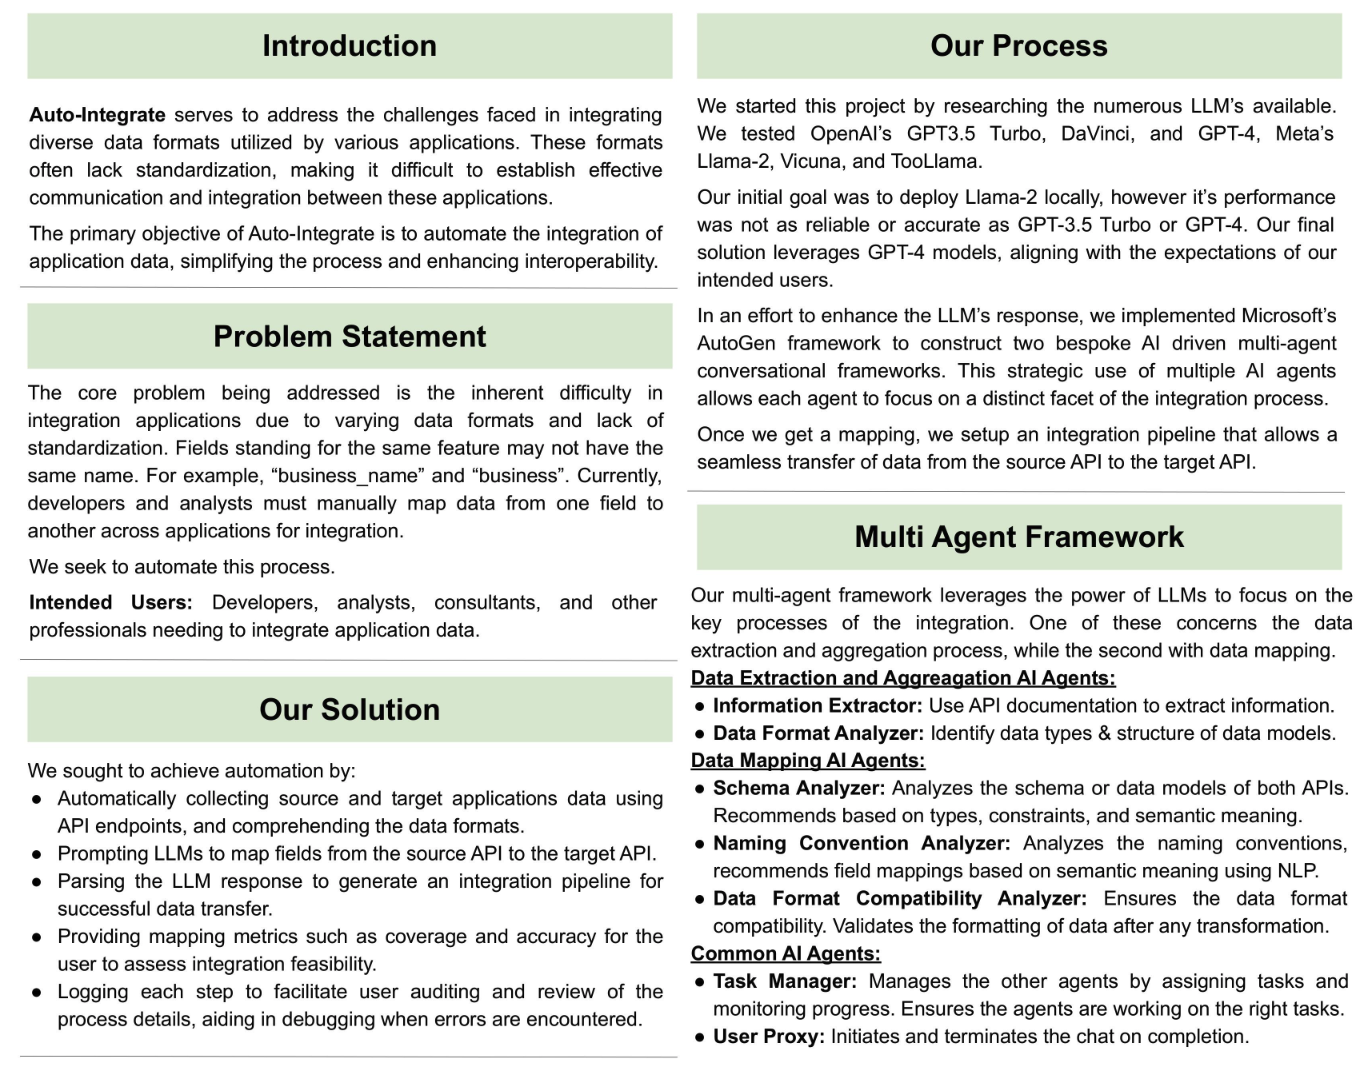 Introduction
Auto-Integrate serves to address the challenges faced in integrating
diverse data formats utilized by various applications. These formats
often lack standardization, making it difficult to establish effective
communication and integration between these applications.
The primary objective of Auto-Integrate is to automate the integration of
application data, simplifying the process and enhancing interoperability.
Problem Statement
The core problem being addressed is the inherent difficulty in
integration applications due to varying data formats and lack of
standardization. Fields standing for the same feature may not have the
same name. For example, “business_name” and “business”. Currently,
developers and analysts must manually map data from one field to
another across applications for integration.
We seek to automate this process.
Intended Users: Developers, analysts, consultants, and other
professionals needing to integrate application data.
Our Solution
We sought to achieve automation by:
● Automatically collecting source and target applications data using
API endpoints, and comprehending the data formats.
● Prompting LLMs to map fields from the source API to the target API.
● Parsing the LLM response to generate an integration pipeline for
successful data transfer.
● Providing mapping metrics such as coverage and accuracy for the
user to assess integration feasibility.
● Logging each step to facilitate user auditing and review of the
process details, aiding in debugging when errors are encountered.
Our Process
We started this project by researching the numerous LLM’s available.
We tested OpenAI’s GPT3.5 Turbo, DaVinci, and GPT-4, Meta’s
Llama-2, Vicuna, and TooLlama.
Our initial goal was to deploy Llama-2 locally, however it’s performance
was not as reliable or accurate as GPT-3.5 Turbo or GPT-4. Our final
solution leverages GPT-4 models, aligning with the expectations of our
intended users.
In an effort to enhance the LLM’s response, we implemented Microsoft’s
AutoGen framework to construct two bespoke AI driven multi-agent
conversational frameworks. This strategic use of multiple AI agents
allows each agent to focus on a distinct facet of the integration process.
Once we get a mapping, we setup an integration pipeline that allows a
seamless transfer of data from the source API to the target API.
Multi Agent Framework
Our multi-agent framework leverages the power of LLMs to focus on the
key processes of the integration. One of these concerns the data
extraction and aggregation process, while the second with data mapping.
Data Extraction and Aggreagation AI Agents:
● Information Extractor: Use API documentation to extract information.
● Data Format Analyzer: Identify data types & structure of data models.
Data Mapping AI Agents:
● Schema Analyzer: Analyzes the schema or data models of both APIs.
Recommends based on types, constraints, and semantic meaning.
● Naming Convention Analyzer: Analyzes the naming conventions,
recommends field mappings based on semantic meaning using NLP.
● Data Format Compatibility Analyzer: Ensures the data format
compatibility. Validates the formatting of data after any transformation.
Common AI Agents:
● Task Manager: Manages the other agents by assigning tasks and
monitoring progress. Ensures the agents are working on the right tasks.
● User Proxy: Initiates and terminates the chat on completion.